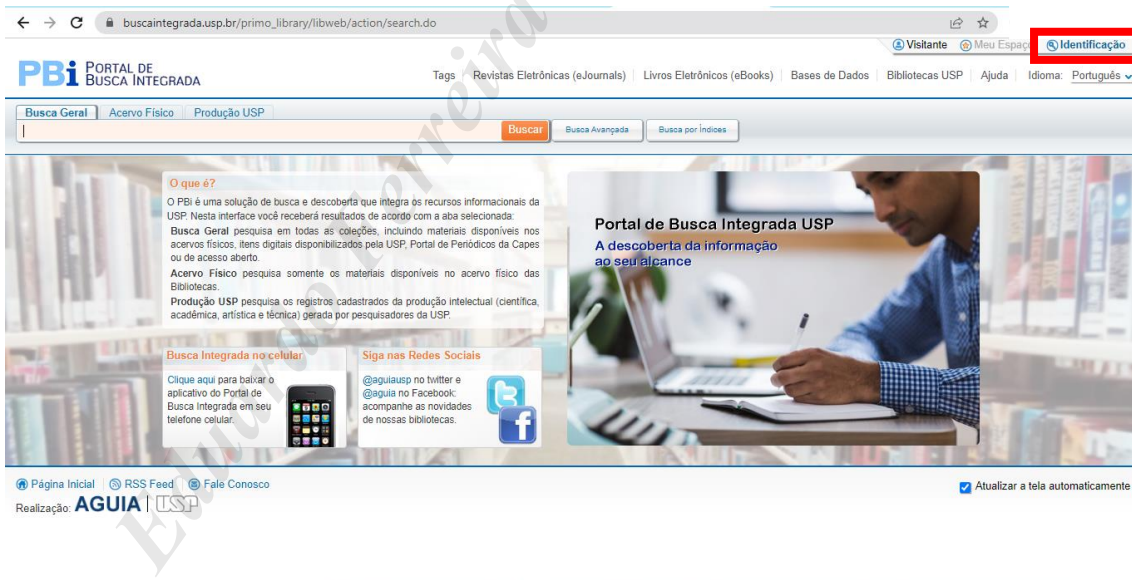 buscaintegrada.usp.br/primo_library/libweb/action/search.do
Visitante Meu Espaço Identificação
PBi PORTAL DE BUSCA INTEGRADA
Tags Revistas Eletrônicas (eJournals) Livros Eletrônicos (eBooks) Bases de Dados Bibliotecas USP Ajuda Idioma: Português
Busca Geral Acervo Físico Produção USP
Buscar Busca Avançada Busca por Índices
O que é?
O PBi é uma solução de busca e descoberta que integra os recursos informacionais da
USP. Nesta interface você receberá resultados de acordo com a aba selecionada:
Busca Geral pesquisa em todas as coleções, incluindo materiais disponíveis nos
acervos físicos, itens digitais disponibilizados pela USP, Portal de Periódicos da Capes
ou de acesso aberto.
Acervo Físico pesquisa somente os materiais disponíveis no acervo físico das
Bibliotecas.
Produção USP pesquisa os registros cadastrados da produção intelectual (científica,
acadêmica, artística e técnica) gerada por pesquisadores da USP.
Portal de Busca Integrada USP
A descoberta da informação
ao seu alcance
Busca Integrada no celular
Clique aqui para baixar o
aplicativo do Portal de
Busca Integrada em seu
telefone celular.
Siga nas Redes Sociais
@aguiausp no twitter e
@aguia no Facebook:
acompanhe as novidades
de nossas bibliotecas.
Página Inicial RSS Feed Fale Conosco
Atualizar a tela automaticamente
Realização: AGUIA USP
Eduardo Ferreira